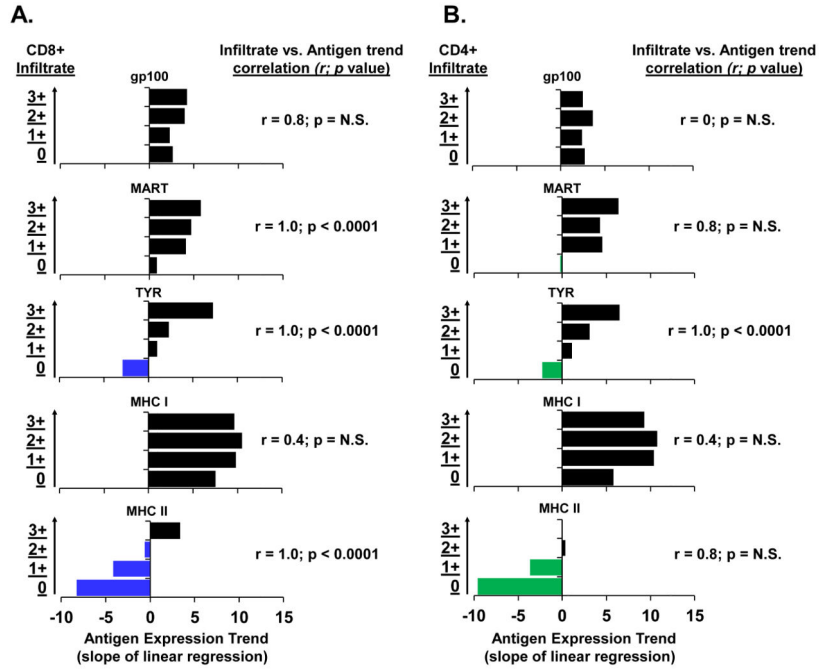 A.
CD8+
Infiltrate
Infiltrate vs. Antigen trend
correlation (r; p value)
gp100
3+
2+
1+
0
r = 0.8; p = N.S.
MART
3+
2+
1+
0
r = 1.0; p < 0.0001
TYR
3+
2+
1+
0
r = 1.0; p < 0.0001
MHC I
3+
2+
1+
0
r = 0.4; p = N.S.
MHC II
3+
2+
1+
0
r = 1.0; p < 0.0001
-10 -5 0 5 10 15
Antigen Expression Trend
(slope of linear regression)
B.
CD4+
Infiltrate
Infiltrate vs. Antigen trend
correlation (r; p value)
gp100
3+
2+
1+
0
r = 0; p = N.S.
MART
3+
2+
1+
0
r = 0.8; p = N.S.
TYR
3+
2+
1+
0
r = 1.0; p < 0.0001
MHC I
3+
2+
1+
0
r = 0.4; p = N.S.
MHC II
3+
2+
1+
0
r = 0.8; p = N.S.
-10 -5 0 5 10 15
Antigen Expression Trend
(slope of linear regression)